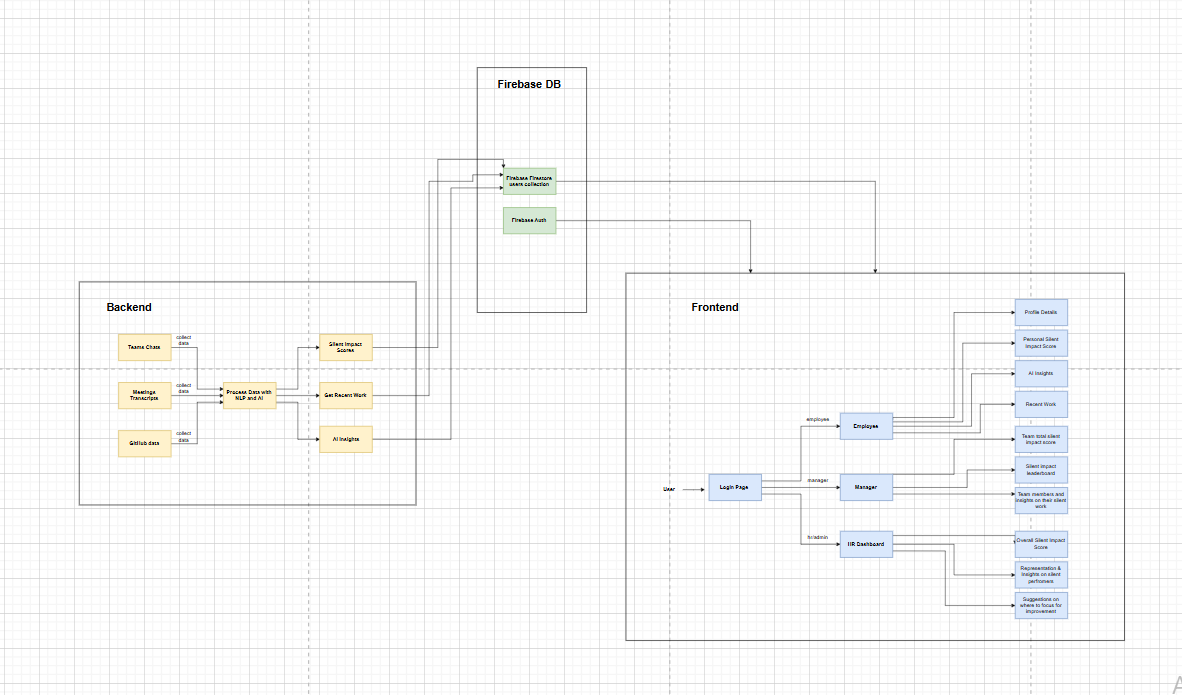 Firebase DB
Firebase Firestore
users collection
Firebase Auth
Backend
Teams Chats
collect
data
Meetings
Transcripts
collect
data
GitHub data
collect
data
Process Data with
NLP and AI
Silent Impact
Scores
Get Recent Work
AI Insights
Frontend
User
Login Page
employee
manager
hr/admin
Employee
Manager
HR Dashboard
Profile Details
Personal Silent
Impact Score
AI Insights
Recent Work
Team total silent
impact score
Silent impact
leaderboard
Team members and
insights on their silent
work
Overall Silent Impact
Score
Representation &
insights on silent
perfromers
Suggestions on
where to focus for
improvement